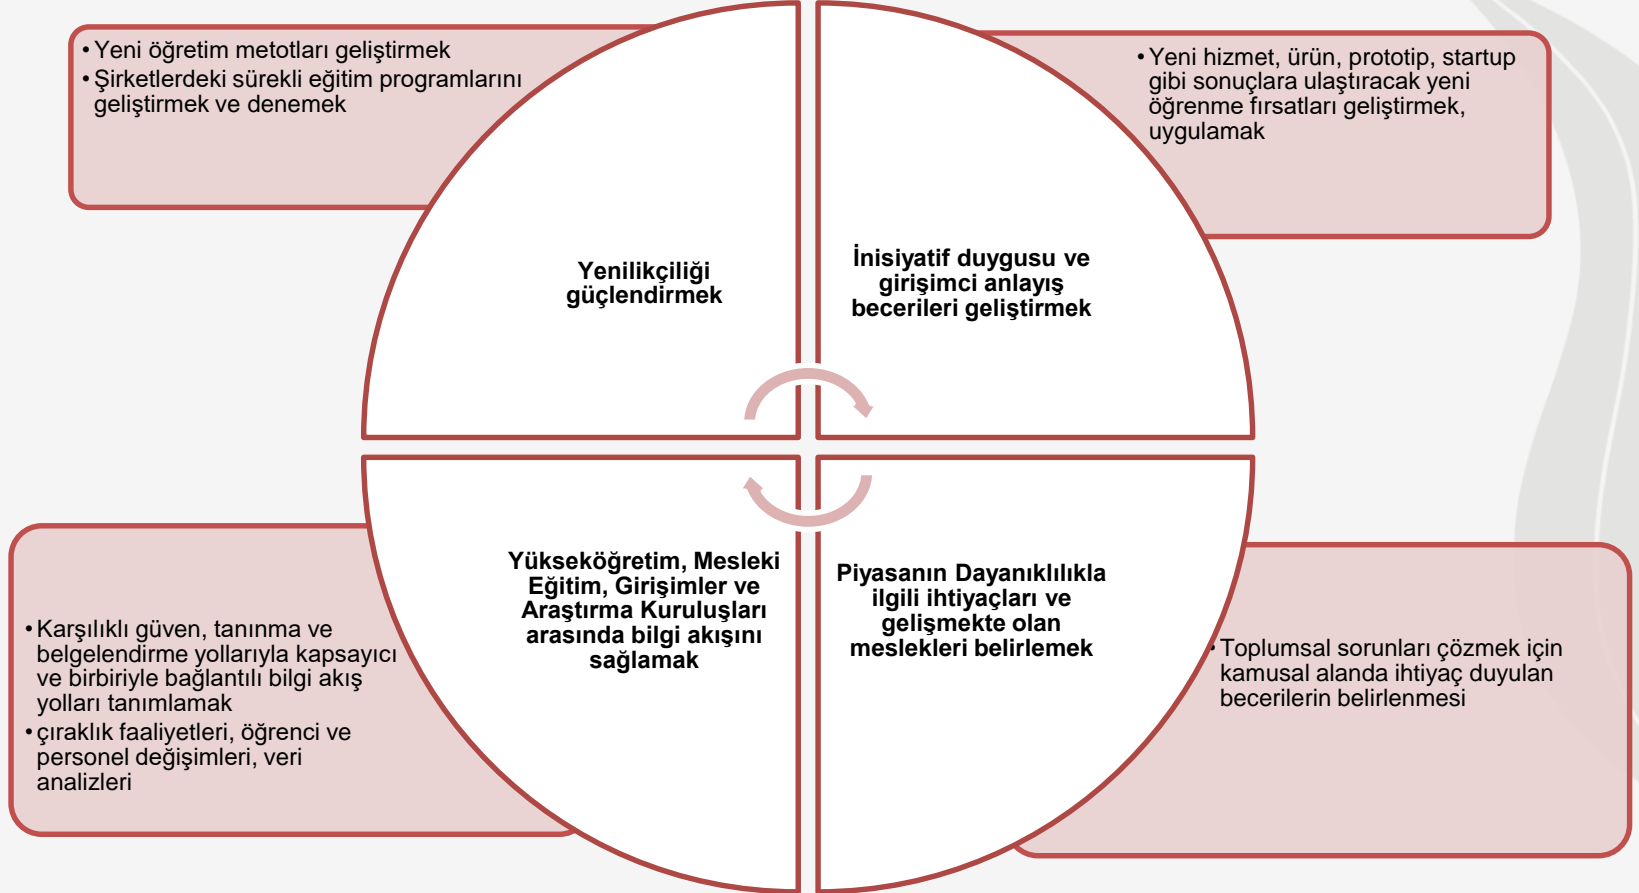 • Yeni öğretim metotları geliştirmek
• Şirketlerdeki sürekli eğitim programlarını
geliştirmek ve denemek
• Yeni hizmet, ürün, prototip, startup
gibi sonuçlara ulaştıracak yeni
öğrenme fırsatları geliştirmek,
uygulamak
Yenilikçiliği
güçlendirmek
İnisiyatif duygusu ve
girişimci anlayış
becerileri geliştirmek
Yükseköğretim, Mesleki
Eğitim, Girişimler ve
Araştırma Kuruluşları
arasında bilgi akışını
sağlamak
Piyasanın Dayanıklılıkla
ilgili ihtiyaçları ve
gelişmekte olan
meslekleri belirlemek
• Karşılıklı güven, tanınma ve
belgelendirme yollarıyla kapsayıcı
ve birbiriyle bağlantılı bilgi akış
yolları tanımlamak
• çıraklık faaliyetleri, öğrenci ve
personel değişimleri, veri
analizleri
• Toplumsal sorunları çözmek için
kamusal alanda ihtiyaç duyulan
becerilerin belirlenmesi